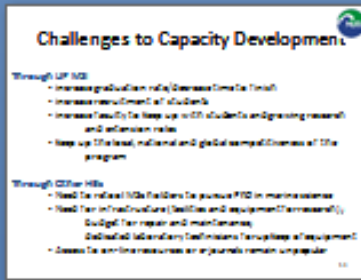 Challenges to Capacity Development
Through UP MSI
• Increase graduation rate/decrease time to finish
• Increase recruitment of students
• Increase faculty to keep up with students and growing research
and extension roles
• Keep up the local, national and global competitiveness of the
program
Through Other HEIs
• Need to retool MSc holders to pursue PhD in marine science
• Need for infrastructure (facilities and equipment for research),
budget for repair and maintenance,
dedicated laboratory technicians for upkeep of equipment
• Access to on-line resources or e-journals remain unpopular